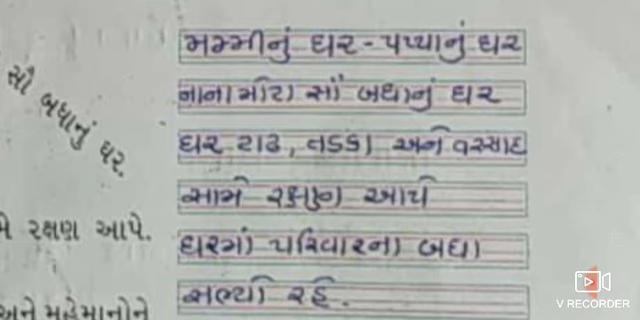 મમ્મીનું ઘર - પપ્પાનું ઘર
નાના મોટા સૌ બધાનું ઘર
ઘર ટાઢ, તડકા અને વરસાદ
સામે રક્ષણ આપે
ઘરમાં પરિવારના બધા
સભ્યો રહે.
સૌ બધાનું ઘર.
મે રક્ષણ આપે.
અને મહેમાનોને
V RECORDER